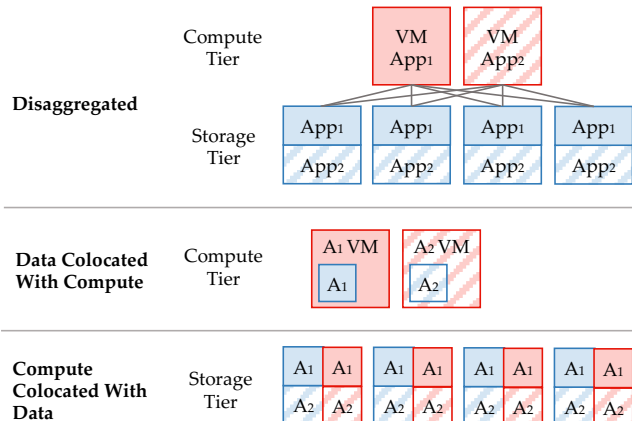 Compute
Tier
VM
App1
VM
App2
Disaggregated
Storage
Tier
App1 App1 App1 App1
App2 App2 App2 App2
Data Colocated
With Compute
Compute
Tier
A1 VM
A1
A2 VM
A2
Compute
Colocated With
Data
Storage
Tier
A1 A1 A1 A1 A1 A1 A1 A1
A2 A2 A2 A2 A2 A2 A2 A2